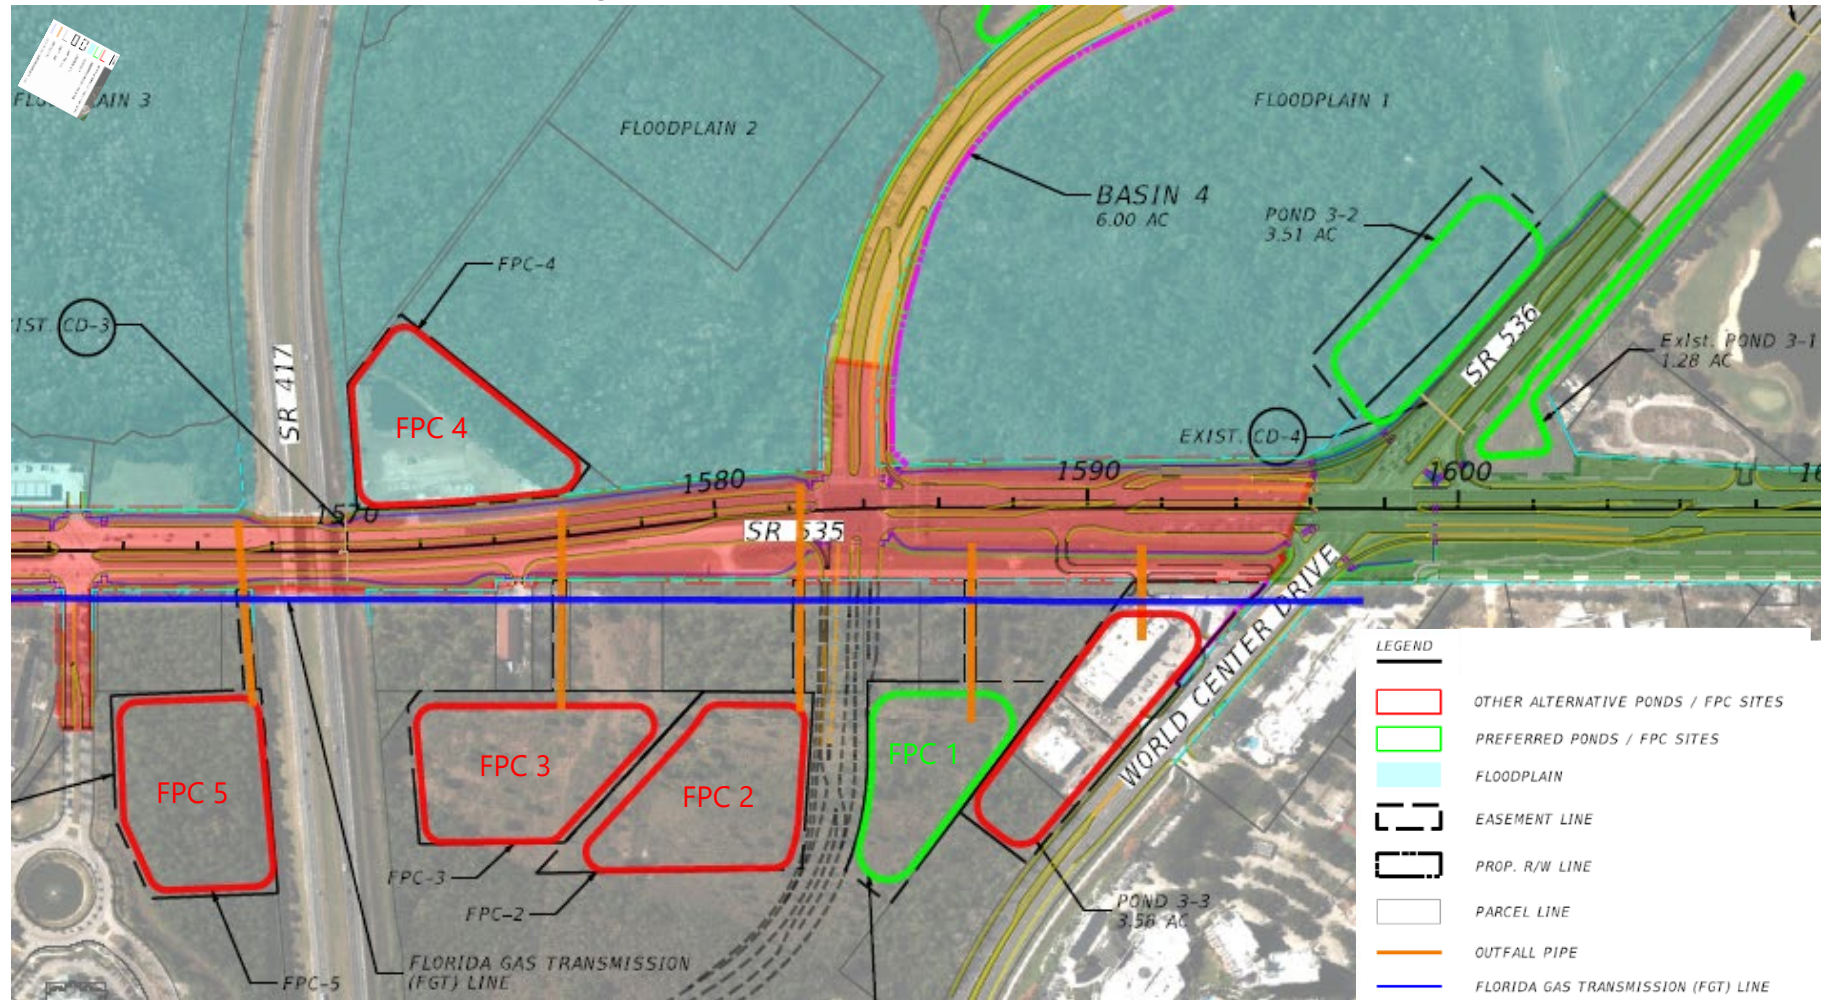 FLOODPLAIN 2
FLOODPLAIN 1
AIN 3
BASIN 4
6.00 AC
POND 3-2
3.51 AC
FPC-4
CD-3
SR 417
SR 536
Exist. POND 3-1
1.28 AC
FPC 4
EXIST. CD-4
1570
1580
1590
1600
SR 535
WORLD CENTER DRIVE
FPC 5
FPC 3
FPC 2
FPC 1
FPC-3
FPC-2
POND 3-3
3.58 AC
FPC-5
FLORIDA GAS TRANSMISSION
(FGT) LINE
LEGEND
OTHER ALTERNATIVE PONDS / FPC SITES
PREFERRED PONDS / FPC SITES
FLOODPLAIN
EASEMENT LINE
PROP. R/W LINE
PARCEL LINE
OUTFALL PIPE
FLORIDA GAS TRANSMISSION (FGT) LINE